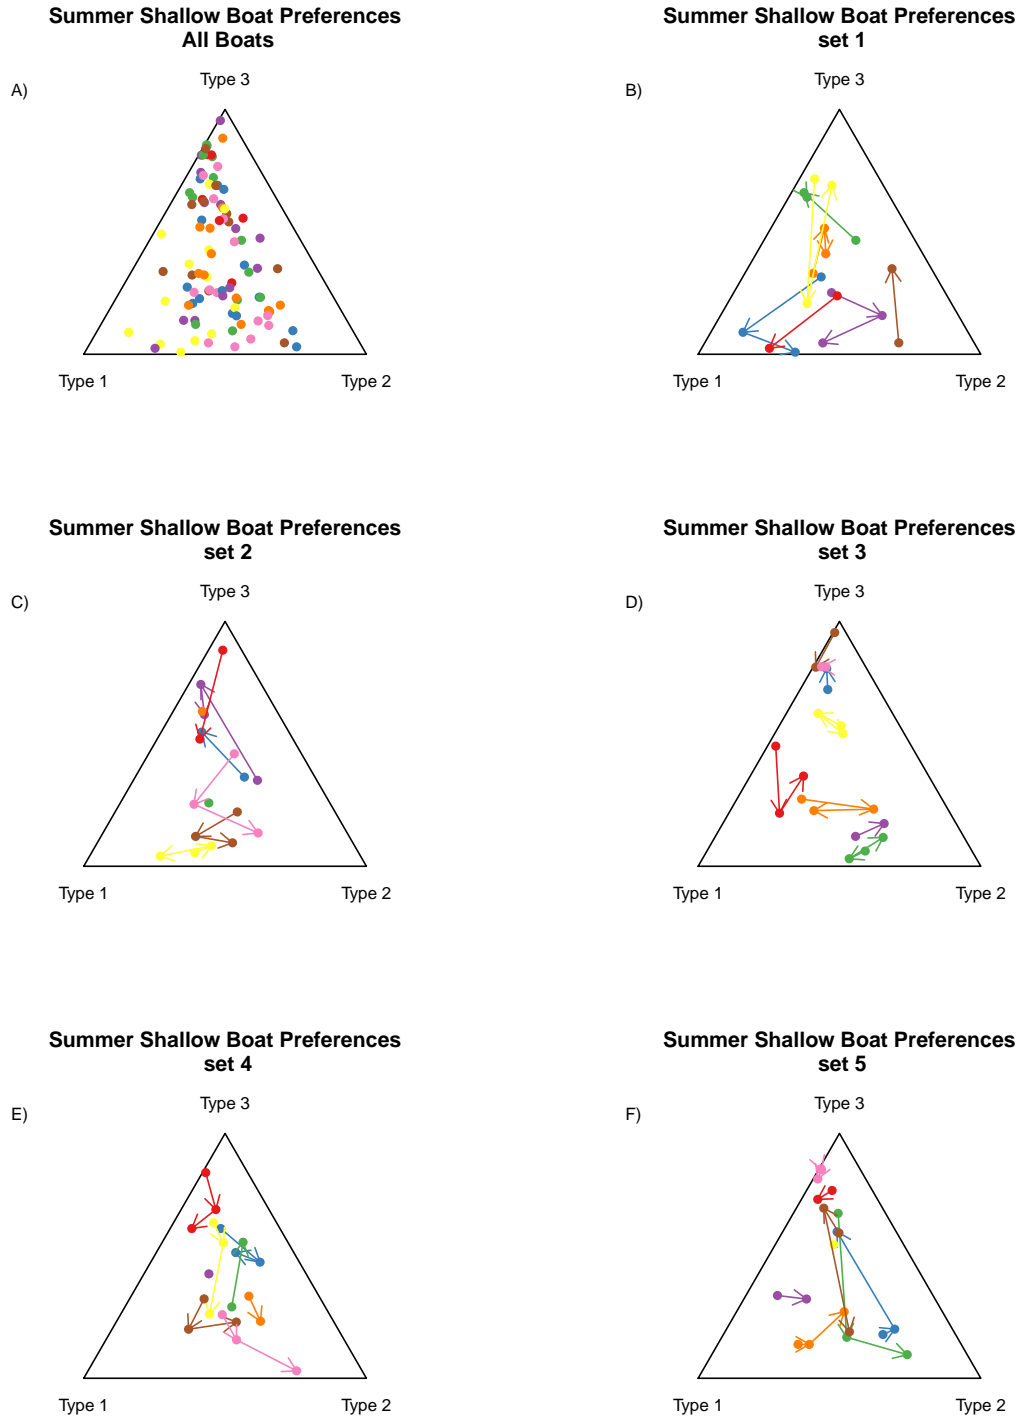 Summer Shallow Boat Preferences
All Boats
A)
Type 3
Type 1
Type 2
Summer Shallow Boat Preferences
set 1
B)
Type 3
Type 1
Type 2
Summer Shallow Boat Preferences
set 2
C)
Type 3
Type 1
Type 2
Summer Shallow Boat Preferences
set 3
D)
Type 3
Type 1
Type 2
Summer Shallow Boat Preferences
set 4
E)
Type 3
Type 1
Type 2
Summer Shallow Boat Preferences
set 5
F)
Type 3
Type 1
Type 2